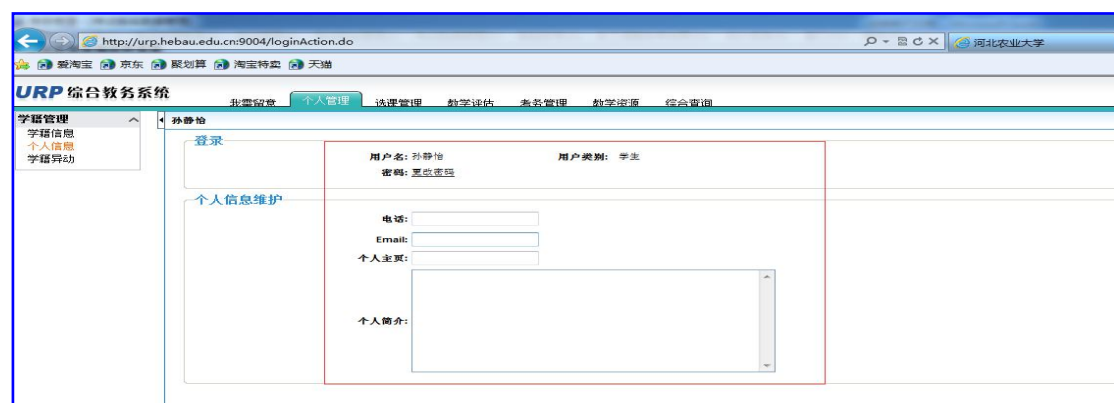 http://urp.hebau.edu.cn:9004/loginAction.do
河北农业大学
爱淘宝 京东 聚划算 淘宝特卖 天猫
URP 综合教务系统
我需留意 个人管理 选课管理 数学评估 考务管理 教学资源 综合查询
学籍管理
孙静怡
学籍信息
个人信息
学籍异动
登录
用户名: 孙静怡 用户类别: 学生
密码: 更改密码
个人信息维护
电话:
Email:
个人主页:
个人简介: